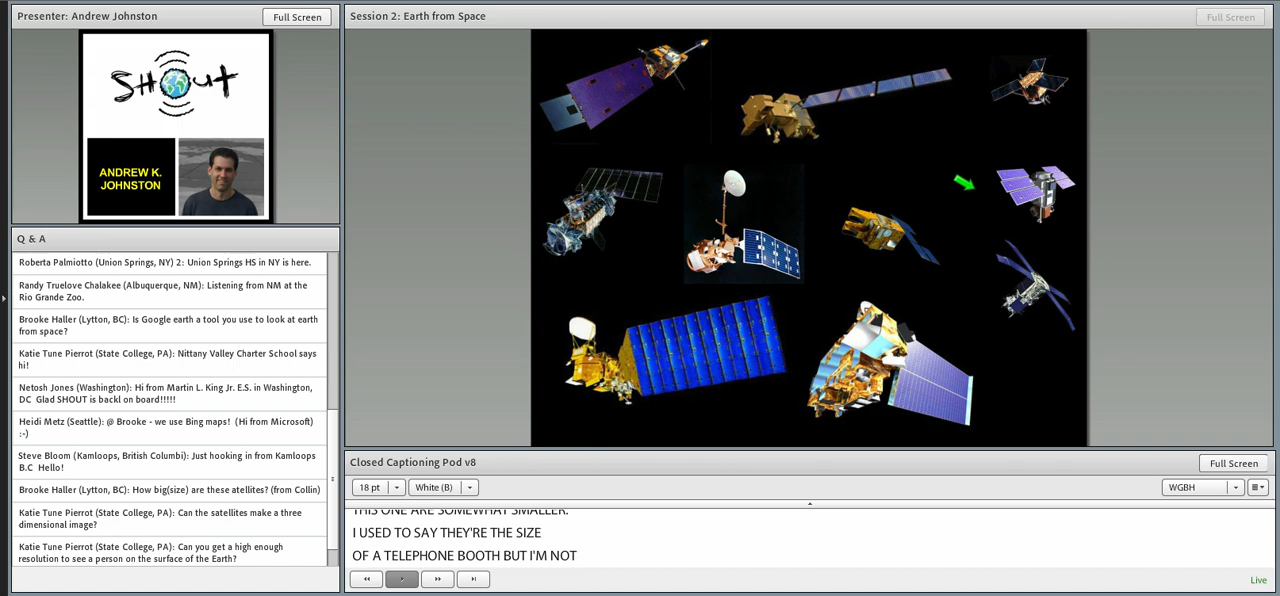 Presenter: Andrew Johnston
Full Screen
SHOUT
ANDREW K.
JOHNSTON
Q & A
Roberta Palmiotto (Union Springs, NY) 2: Union Springs HS in NY is here.
Randy Truelove Chalakee (Albuquerque, NM): Listening from NM at the
Rio Grande Zoo.
Brooke Haller (Lytton, BC): Is Google earth a tool you use to look at earth
from space?
Katie Tune Pierrot (State College, PA): Nittany Valley Charter School says
hi!
Netosh Jones (Washington): Hi from Martin L. King Jr. E.S. in Washington,
DC  Glad SHOUT is backl on board!!!!!
Heidi Metz (Seattle): @ Brooke - we use Bing maps!  (Hi from Microsoft)
:-)
Steve Bloom (Kamloops, British Columbi): Just hooking in from Kamloops
B.C  Hello!
Brooke Haller (Lytton, BC): How big(size) are these atellites? (from Collin)
Katie Tune Pierrot (State College, PA): Can the satellites make a three
dimensional image?
Katie Tune Pierrot (State College, PA): Can you get a high enough
resolution to see a person on the surface of the Earth?
Session 2: Earth from Space
Full Screen
Closed Captioning Pod v8
Full Screen
18 pt
White (B)
WGBH
THIS ONE ARE SOMEWHAT SMALLER.
I USED TO SAY THEY'RE THE SIZE
OF A TELEPHONE BOOTH BUT I'M NOT
Live